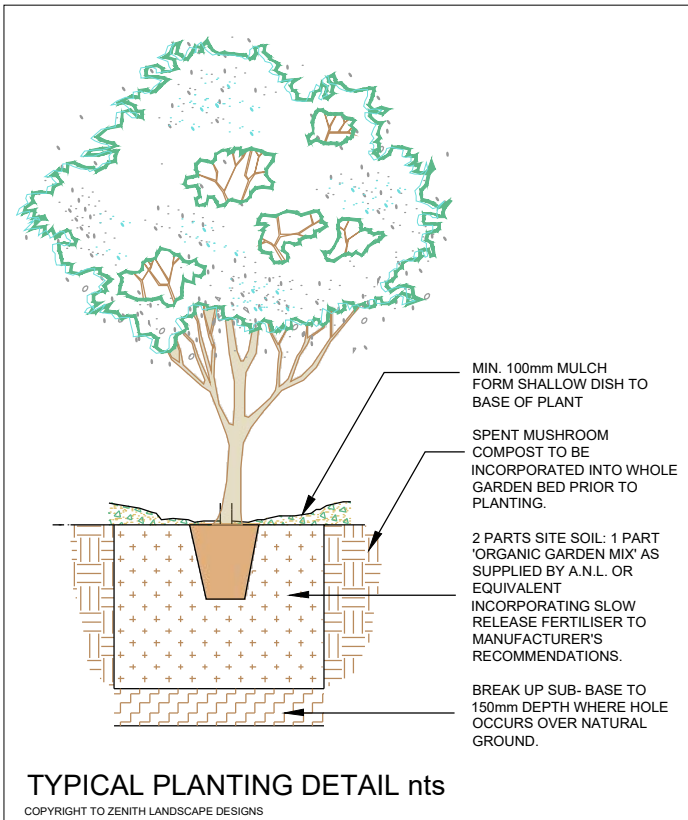 MIN. 100mm MULCH
FORM SHALLOW DISH TO
BASE OF PLANT
SPENT MUSHROOM
COMPOST TO BE
INCORPORATED INTO WHOLE
GARDEN BED PRIOR TO
PLANTING.
2 PARTS SITE SOIL: 1 PART
'ORGANIC GARDEN MIX' AS
SUPPLIED BY A.N.L. OR
EQUIVALENT
INCORPORATING SLOW
RELEASE FERTILISER TO
MANUFACTURER'S
RECOMMENDATIONS.
BREAK UP SUB- BASE TO
150mm DEPTH WHERE HOLE
OCCURS OVER NATURAL
GROUND.
TYPICAL PLANTING DETAIL nts
COPYRIGHT TO ZENITH LANDSCAPE DESIGNS